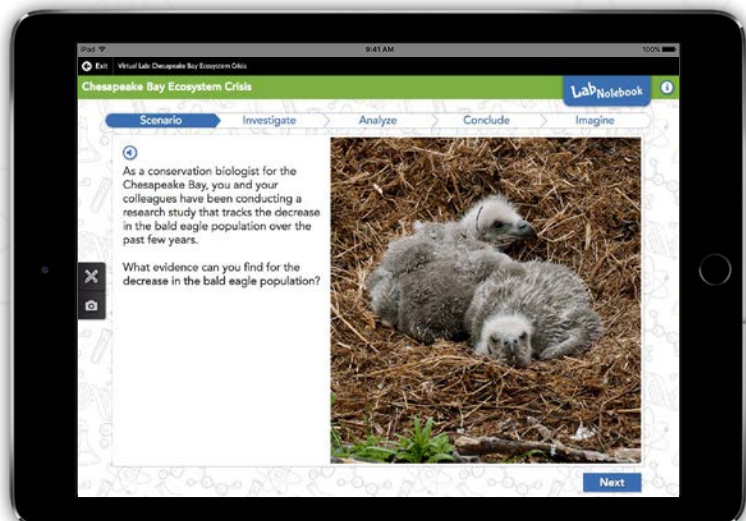 iPad 9:41 AM 100%
Exit Virtual Lab: Chesapeake Bay Ecosystem Crisis
Chesapeake Bay Ecosystem Crisis
Lab Notebook
Scenario Investigate Analyze Conclude Imagine
As a conservation biologist for the
Chesapeake Bay, you and your
colleagues have been conducting a
research study that tracks the decrease
in the bald eagle population over the
past few years.
What evidence can you find for the
decrease in the bald eagle population?
Next